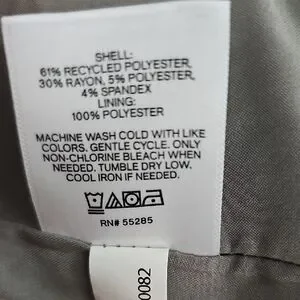 SHELL:
61% RECYCLED POLYESTER,
30% RAYON, 5% POLYESTER,
4% SPANDEX
LINING:
100% POLYESTER
MACHINE WASH COLD WITH LIKE
COLORS. GENTLE CYCLE. ONLY
NON-CHLORINE BLEACH WHEN
NEEDED. TUMBLE DRY LOW.
COOL IRON IF NEEDED.
RN# 55285
0082